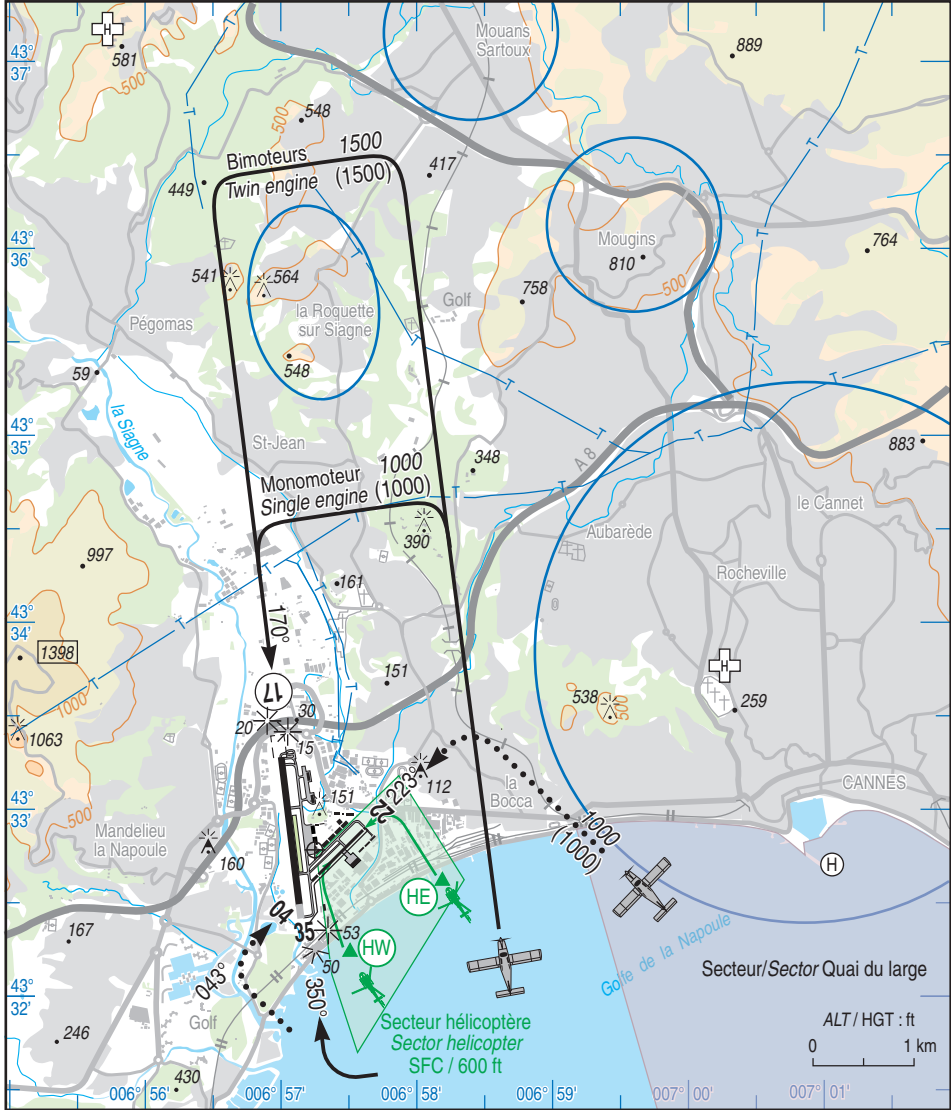 43°
37'
581
H
500
Mouans
Sartoux
889
548
500
Bimoteurs 1500
Twin engine (1500)
417
449
T
43°
36'
Mougins
810
764
500
541
564
758
la Roquette
sur Siagne
Golf
Pégomas
548
59
la Siagne
43°
35'
St-Jean
883
Monomoteur 1000
Single engine (1000)
348
A 8
le Cannet
390
Aubarède
997
161
Rocheville
43°
34'
170°
1398
151
H
17
538
500
259
1000
1063
20
30
15
112
CANNES
223°
22
151
la
Bocca
43°
33'
1000
(1000)
500
Mandelieu
la Napoule
160
H
HE
04
35
53
HW
167
50
043°
350°
Golfe de la Napoule
Secteur/Sector Quai du large
43°
32'
Golf
246
Secteur hélicoptère
Sector helicopter
SFC / 600 ft
ALT / HGT : ft
0 1 km
430
006° 56' 006° 57' 006° 58' 006° 59' 007° 00' 007° 01'